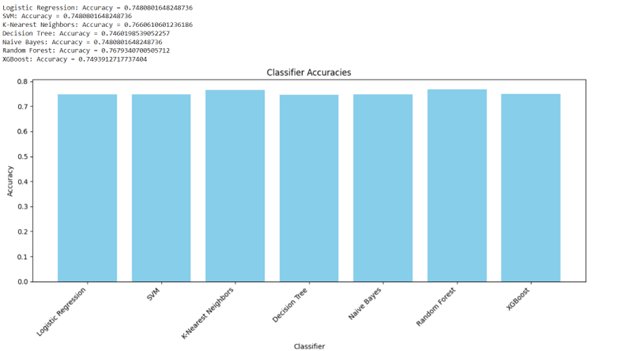 Logistic Regression: Accuracy = 0.7480801648248736
SVM: Accuracy = 0.7480801648248736
K-Nearest Neighbors: Accuracy = 0.7660610601236186
Decision Tree: Accuracy = 0.7460198539052257
Naive Bayes: Accuracy = 0.7480801648248736
Random Forest: Accuracy = 0.7679340700505712
XGBoost: Accuracy = 0.7493912717737404
Classifier Accuracies
0.8
0.7
0.6
0.5
0.4
0.3
0.2
0.1
0.0
Accuracy
Logistic Regression
SVM
K-Nearest Neighbors
Decision Tree
Naive Bayes
Random Forest
XGBoost
Classifier